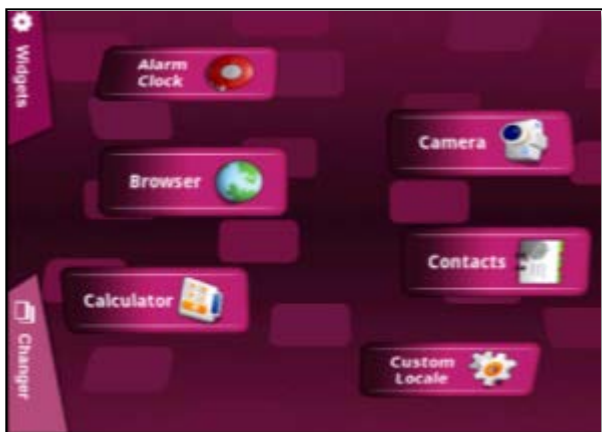 Widgets
Alarm
Clock
Camera
Browser
Contacts
Calculator
Changer
Custom
Locale